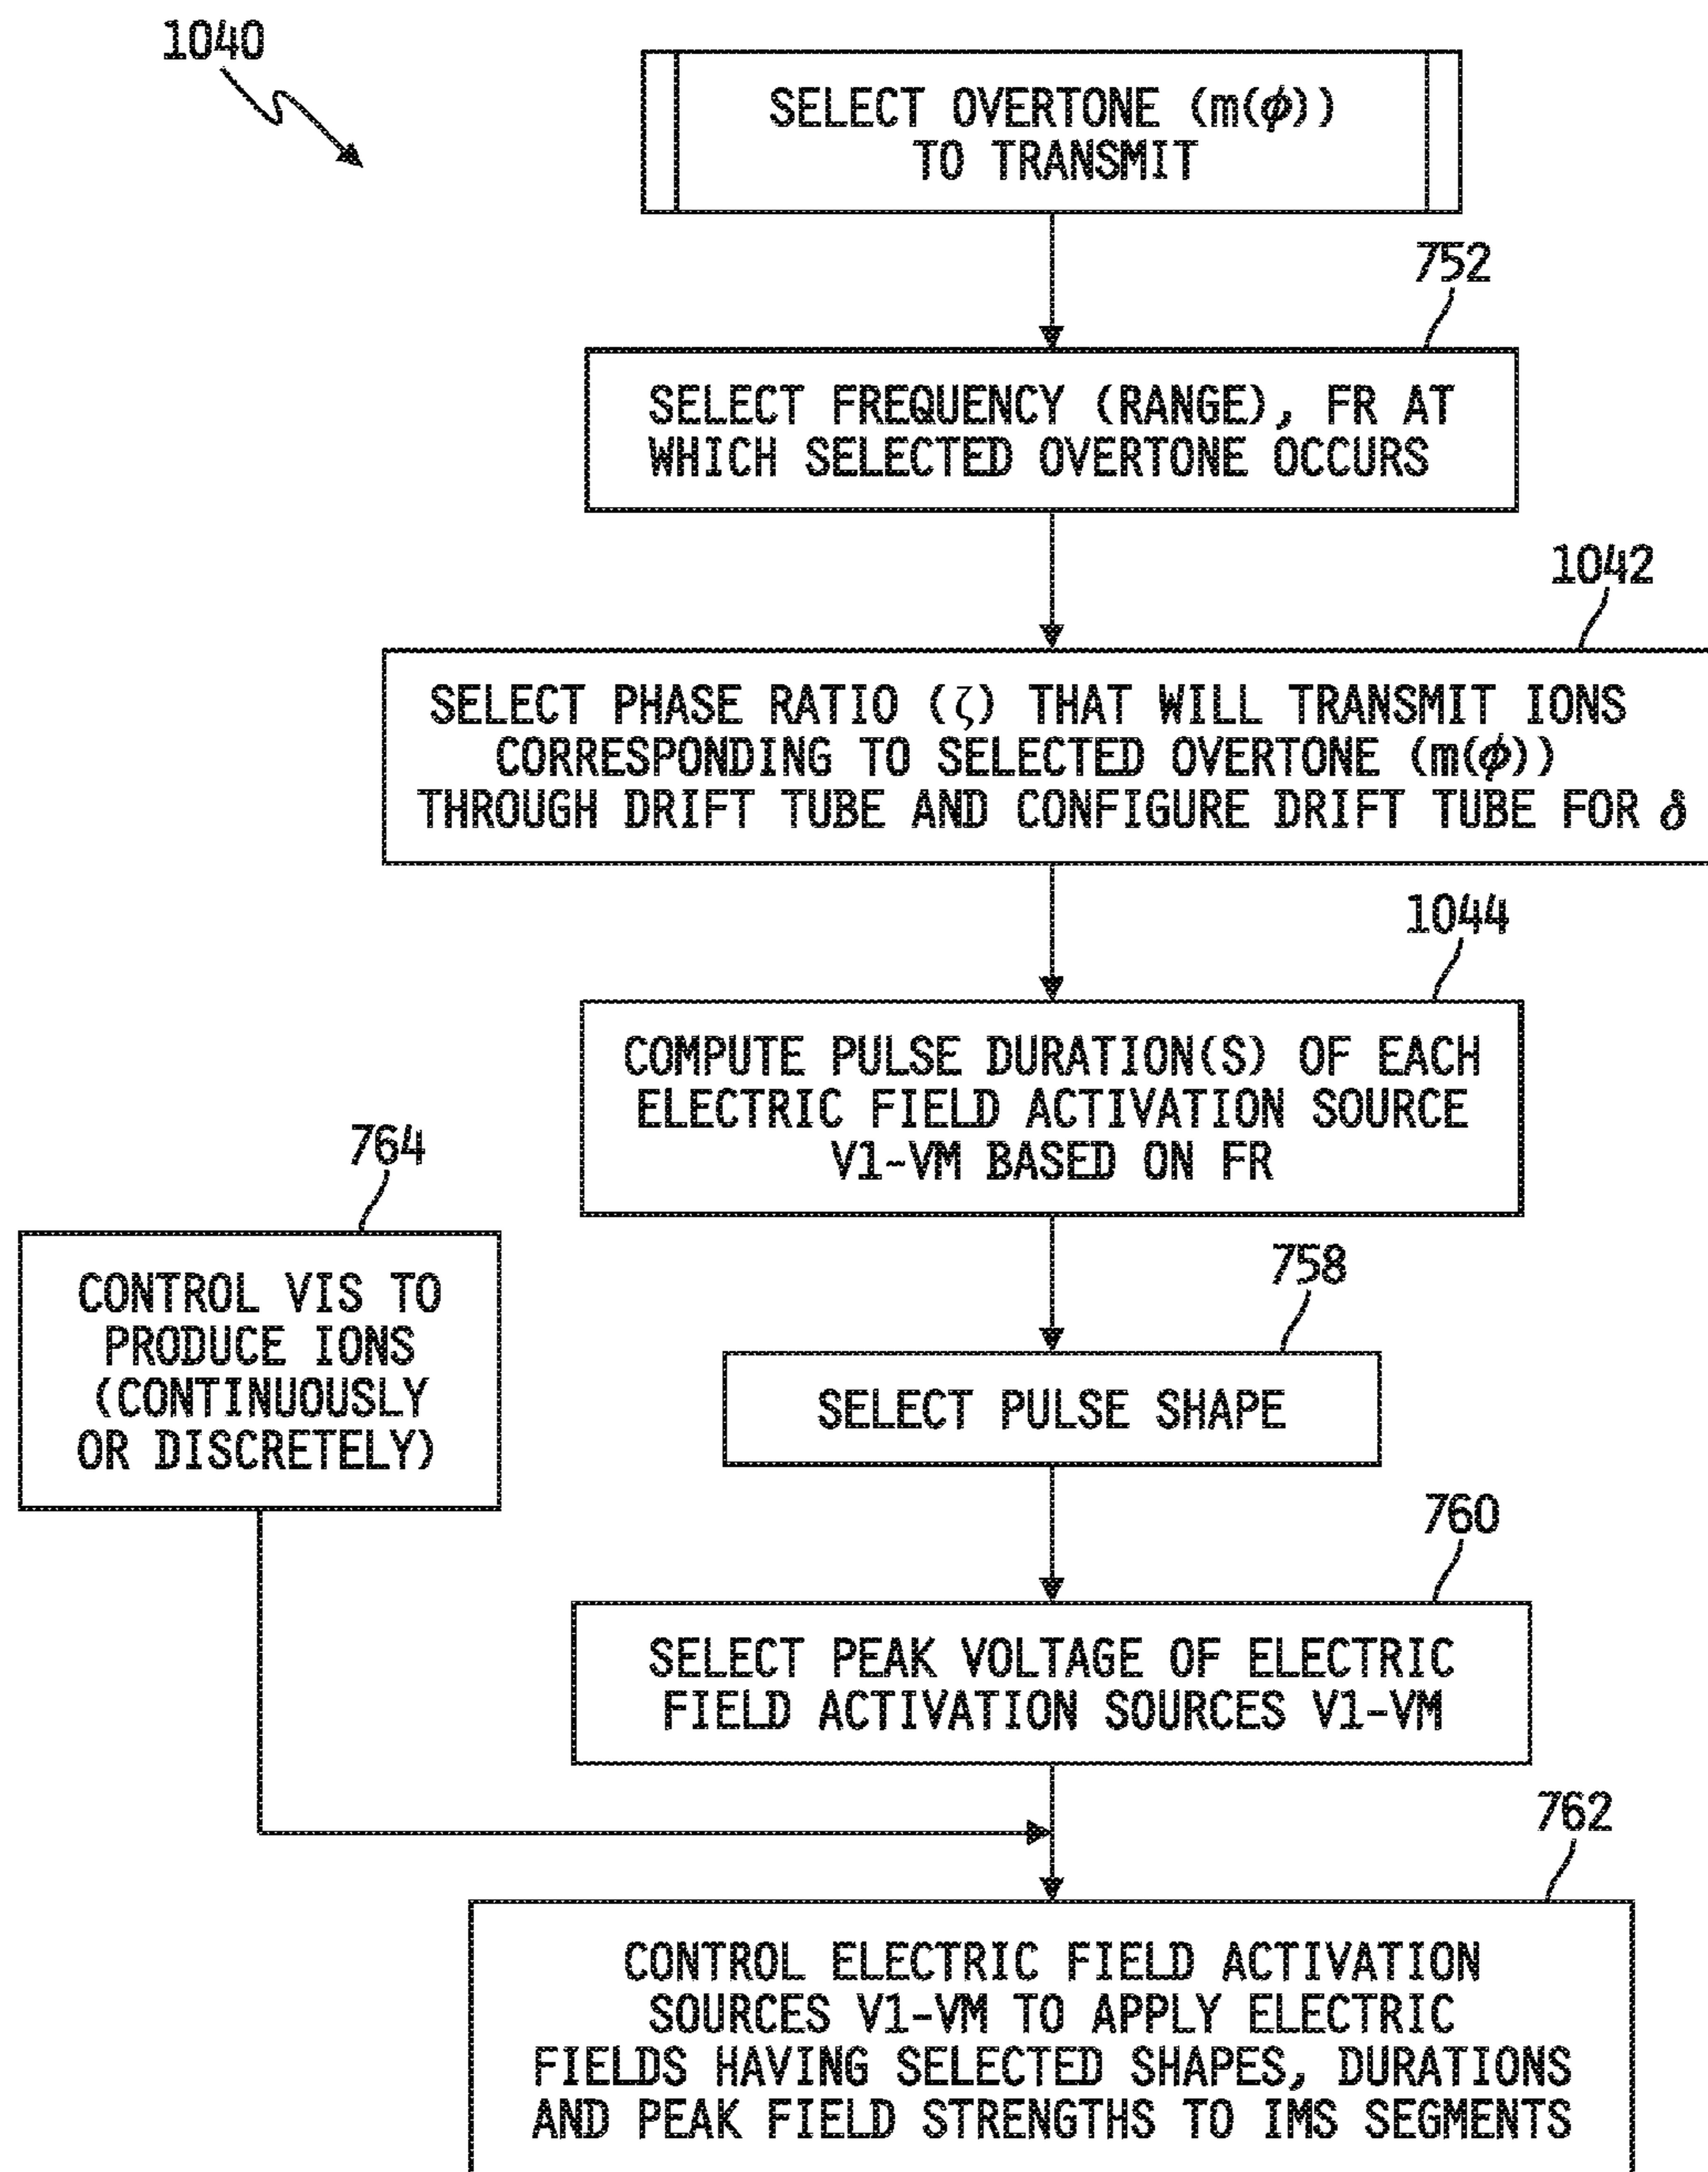 1040
SELECT OVERTONE (m(ϕ))
TO TRANSMIT
752
SELECT FREQUENCY (RANGE), FR AT
WHICH SELECTED OVERTONE OCCURS
1042
SELECT PHASE RATIO (ζ) THAT WILL TRANSMIT IONS
CORRESPONDING TO SELECTED OVERTONE (m(ϕ))
THROUGH DRIFT TUBE AND CONFIGURE DRIFT TUBE FOR δ
1044
COMPUTE PULSE DURATION(S) OF EACH
ELECTRIC FIELD ACTIVATION SOURCE
V1-VM BASED ON FR
764
CONTROL VIS TO
PRODUCE IONS
(CONTINUOUSLY
OR DISCRETELY)
758
SELECT PULSE SHAPE
760
SELECT PEAK VOLTAGE OF ELECTRIC
FIELD ACTIVATION SOURCES V1-VM
762
CONTROL ELECTRIC FIELD ACTIVATION
SOURCES V1-VM TO APPLY ELECTRIC
FIELDS HAVING SELECTED SHAPES, DURATIONS
AND PEAK FIELD STRENGTHS TO IMS SEGMENTS